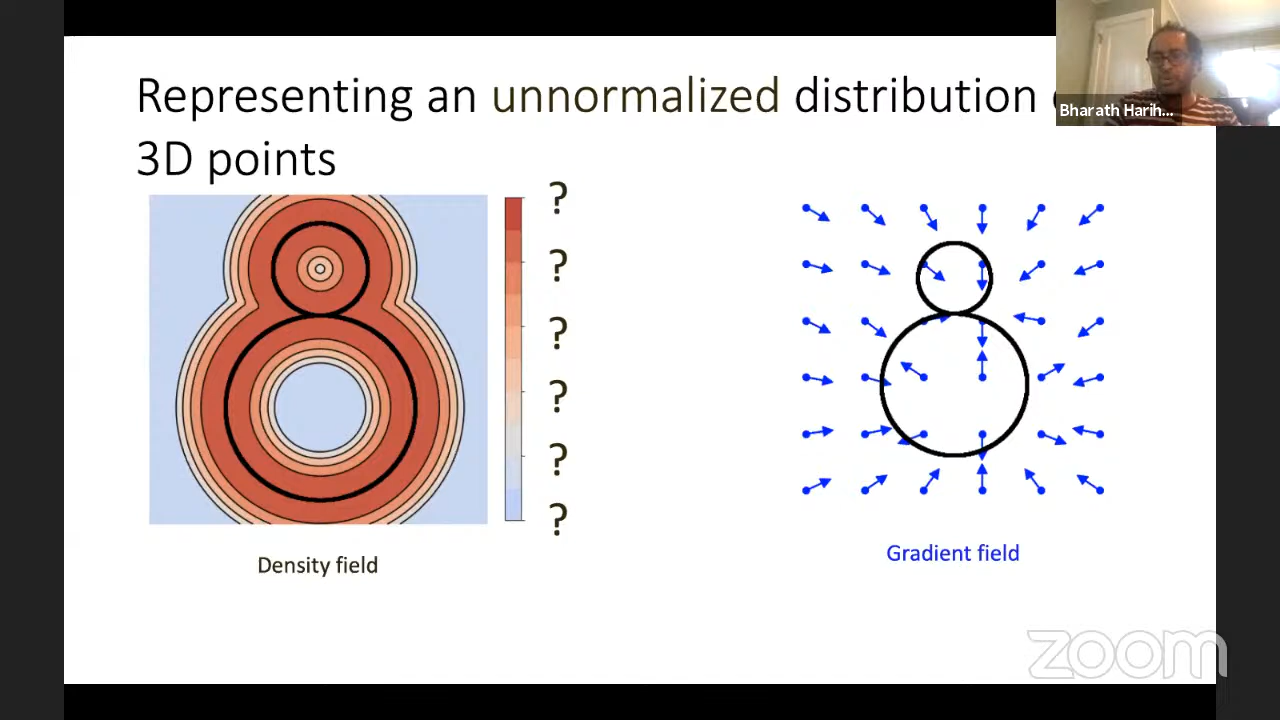 Representing an unnormalized distribution
3D points
Bharath Harih...
?
?
?
?
?
?
Density field
Gradient field
zoom